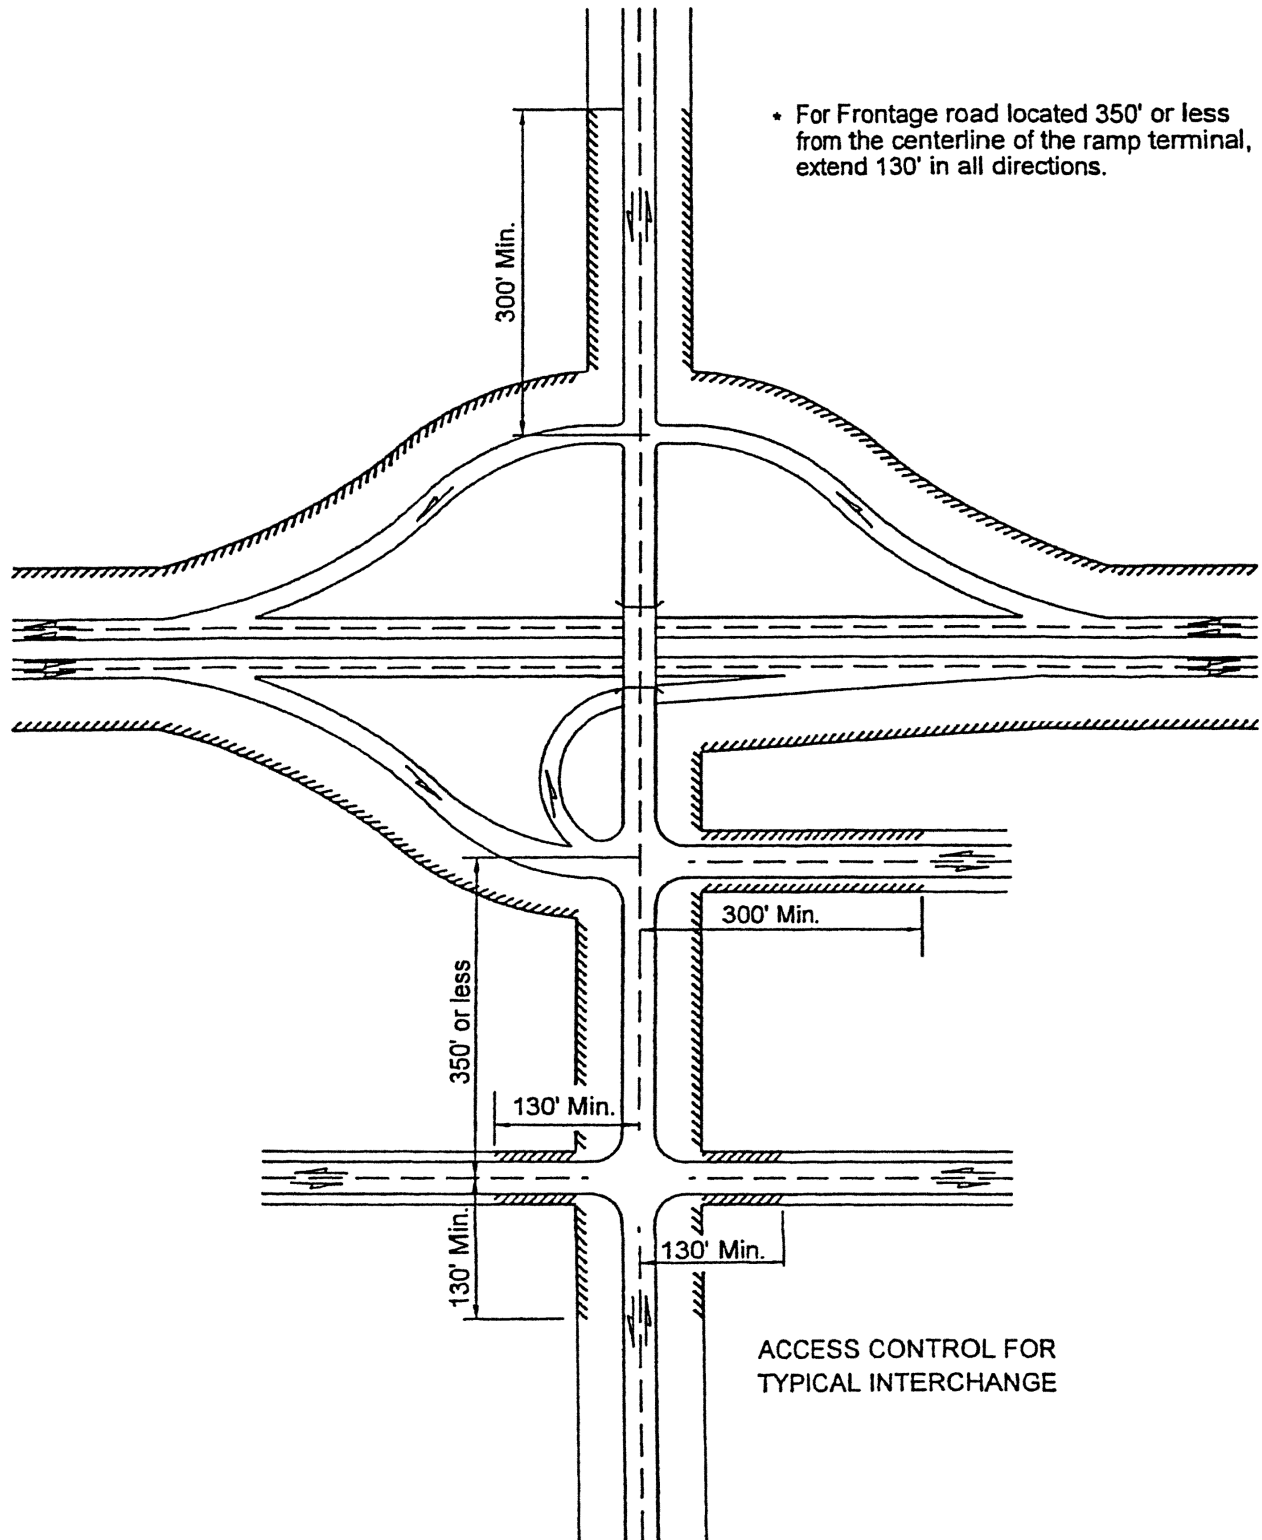 * For Frontage road located 350' or less
from the centerline of the ramp terminal,
extend 130' in all directions.
300' Min.
300' Min.
350' or less
130' Min.
130' Min.
130' Min.
ACCESS CONTROL FOR
TYPICAL INTERCHANGE